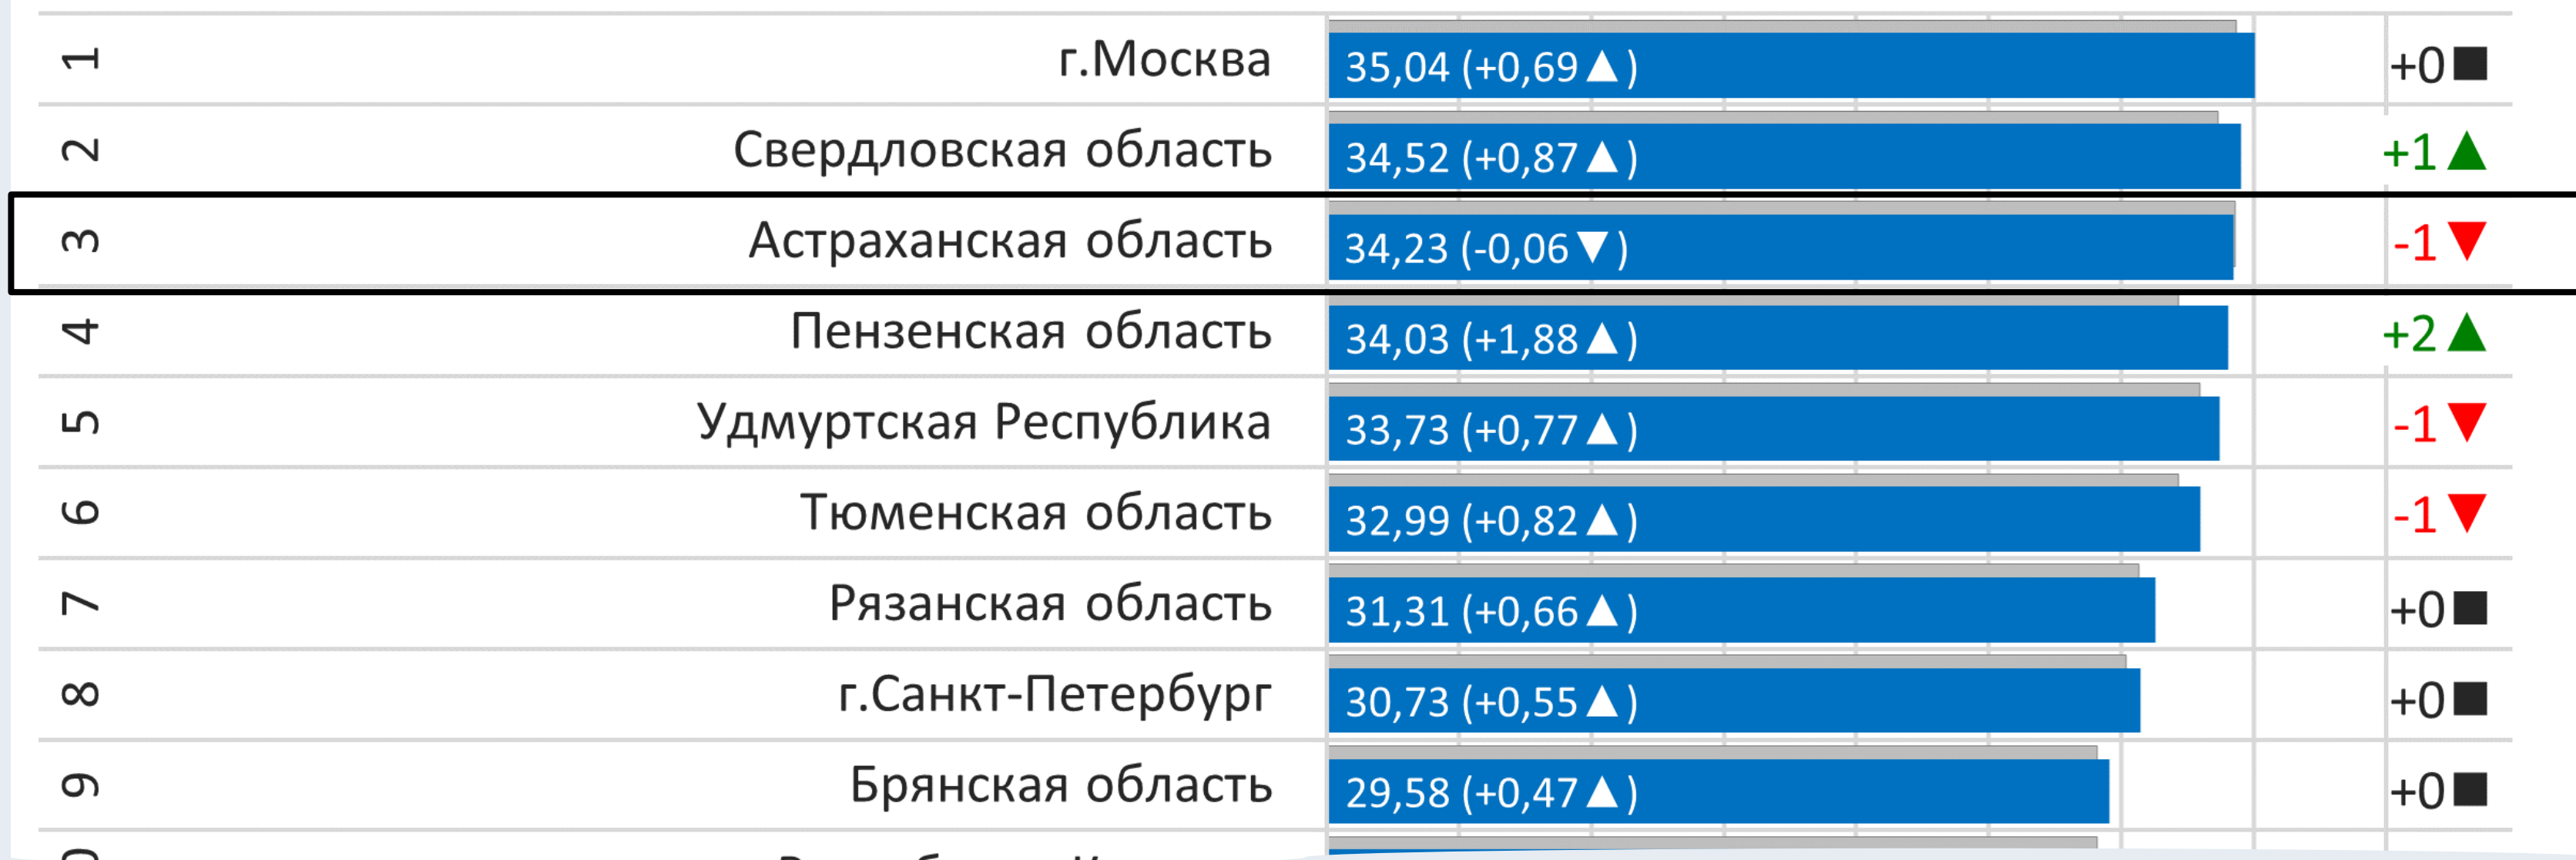 1 г.Москва 35,04 (+0,69▲) +0■
2 Свердловская область 34,52 (+0,87▲) +1▲
3 Астраханская область 34,23 (-0,06▼) -1▼
4 Пензенская область 34,03 (+1,88▲) +2▲
5 Удмуртская Республика 33,73 (+0,77▲) -1▼
6 Тюменская область 32,99 (+0,82▲) -1▼
7 Рязанская область 31,31 (+0,66▲) +0■
8 г.Санкт-Петербург 30,73 (+0,55▲) +0■
9 Брянская область 29,58 (+0,47▲) +0■